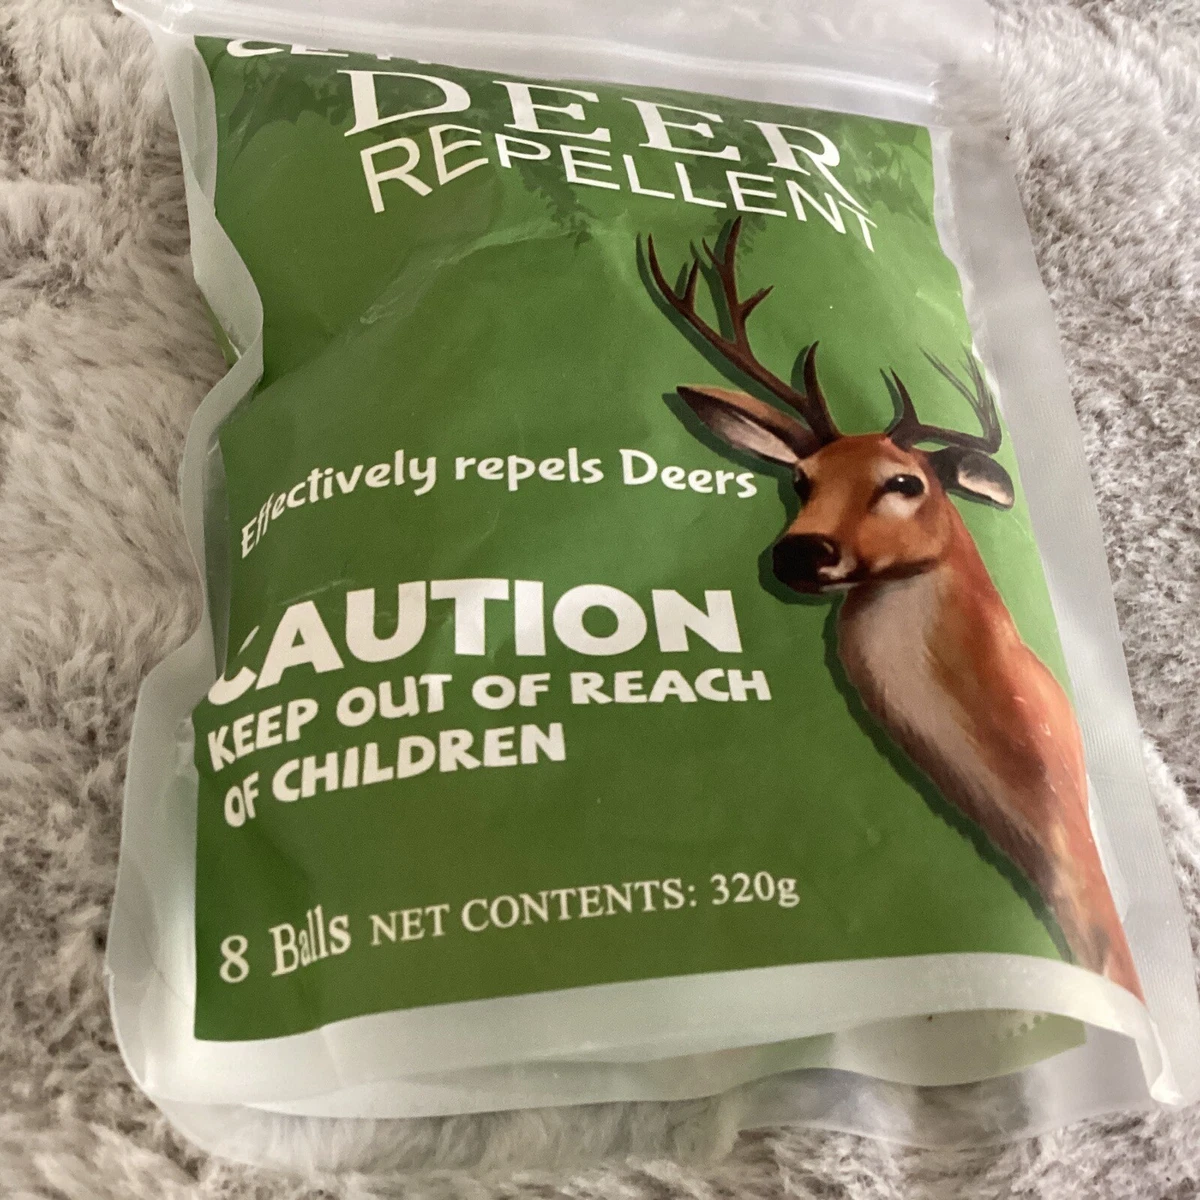 DEER
REPELLENT
Effectively repels Deers
CAUTION
KEEP OUT OF REACH
OF CHILDREN
8 Balls NET CONTENTS: 320g